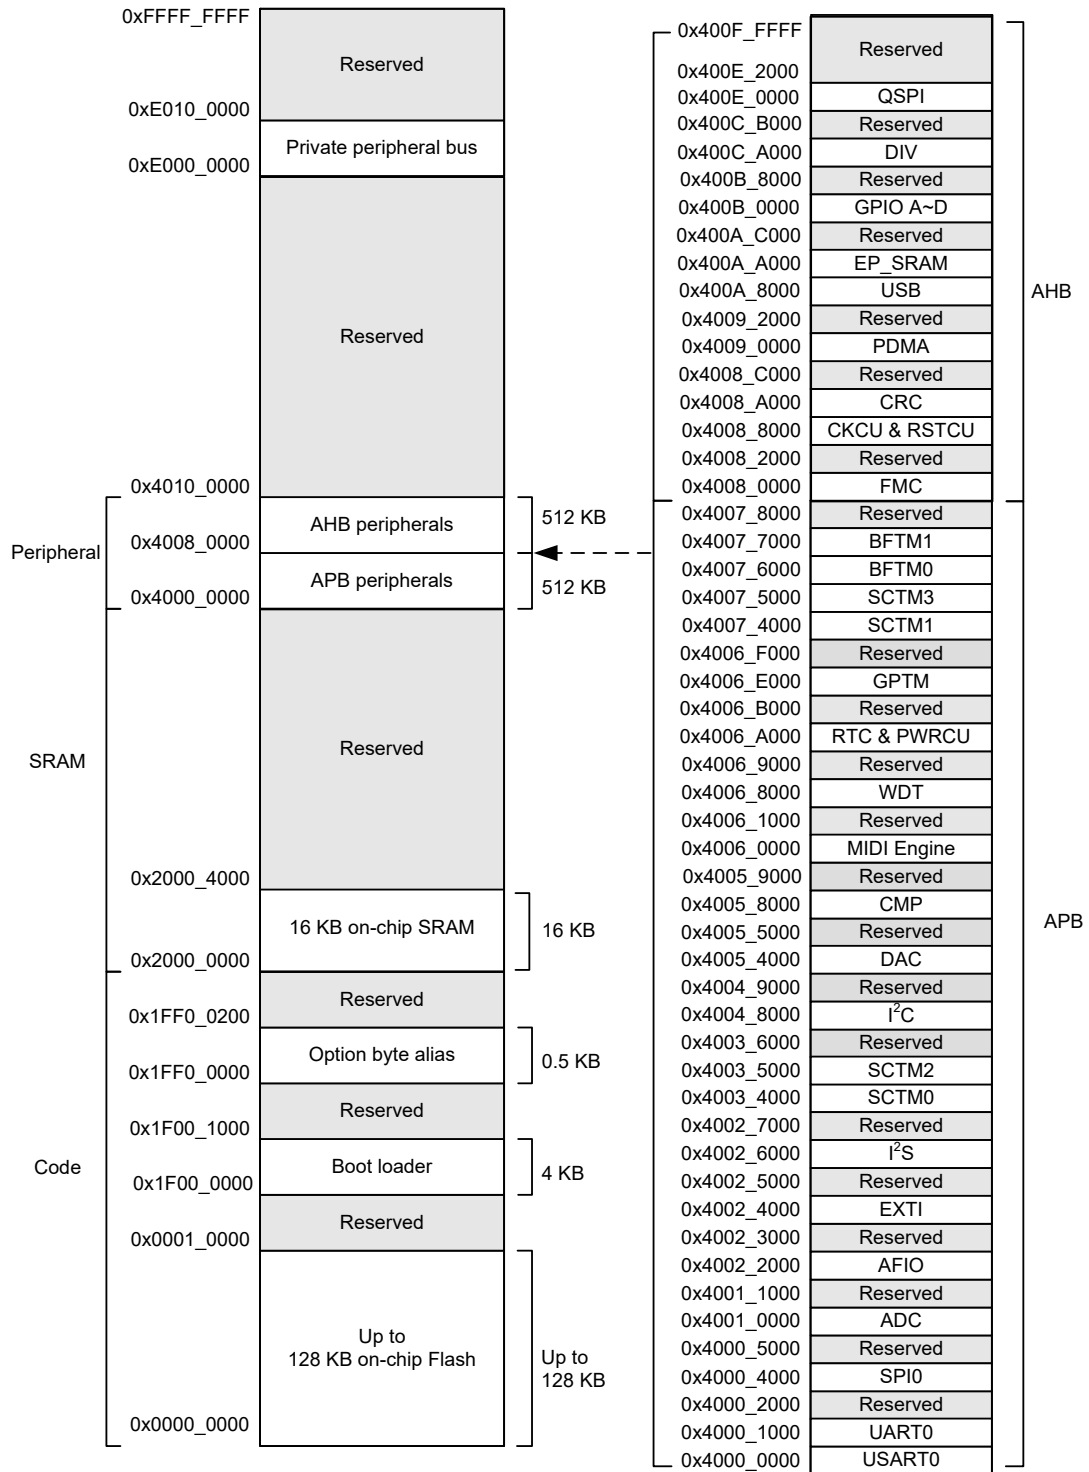 0xFFFF_FFFF
Reserved
0xE010_0000
Private peripheral bus
0xE000_0000
Reserved
0x4010_0000
AHB peripherals
512 KB
Peripheral
0x4008_0000
APB peripherals
512 KB
0x4000_0000
Reserved
SRAM
0x2000_4000
16 KB on-chip SRAM
16 KB
0x2000_0000
Reserved
0x1FF0_0200
Option byte alias
0.5 KB
0x1FF0_0000
Reserved
0x1F00_1000
Code
Boot loader
4 KB
0x1F00_0000
Reserved
0x0001_0000
Up to
128 KB on-chip Flash
Up to
128 KB
0x0000_0000
0x400F_FFFF
Reserved
0x400E_2000
0x400E_0000 QSPI
0x400C_B000 Reserved
0x400C_A000 DIV
0x400B_8000 Reserved
0x400B_0000 GPIO A~D
0x400A_C000 Reserved
0x400A_A000 EP_SRAM
0x400A_8000 USB
AHB
0x4009_2000 Reserved
0x4009_0000 PDMA
0x4008_C000 Reserved
0x4008_A000 CRC
0x4008_8000 CKCU & RSTCU
0x4008_2000 Reserved
0x4008_0000 FMC
0x4007_8000 Reserved
0x4007_7000 BFTM1
0x4007_6000 BFTM0
0x4007_5000 SCTM3
0x4007_4000 SCTM1
0x4006_F000 Reserved
0x4006_E000 GPTM
0x4006_B000 Reserved
0x4006_A000 RTC & PWRCU
0x4006_9000 Reserved
0x4006_8000 WDT
0x4006_1000 Reserved
0x4006_0000 MIDI Engine
0x4005_9000 Reserved
0x4005_8000 CMP
APB
0x4005_5000 Reserved
0x4005_4000 DAC
0x4004_9000 Reserved
0x4004_8000 I²C
0x4003_6000 Reserved
0x4003_5000 SCTM2
0x4003_4000 SCTM0
0x4002_7000 Reserved
0x4002_6000 I²S
0x4002_5000 Reserved
0x4002_4000 EXTI
0x4002_3000 Reserved
0x4002_2000 AFIO
0x4001_1000 Reserved
0x4001_0000 ADC
0x4000_5000 Reserved
0x4000_4000 SPI0
0x4000_2000 Reserved
0x4000_1000 UART0
0x4000_0000 USART0